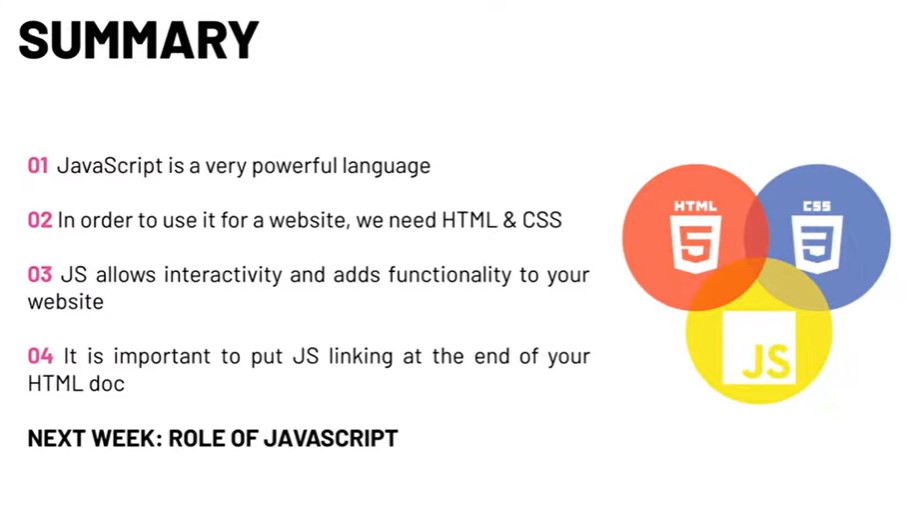 SUMMARY
01 JavaScript is a very powerful language
02 In order to use it for a website, we need HTML & CSS
03 JS allows interactivity and adds functionality to your
website
04 It is important to put JS linking at the end of your
HTML doc
NEXT WEEK: ROLE OF JAVASCRIPT
HTML
5
CSS
3
JS